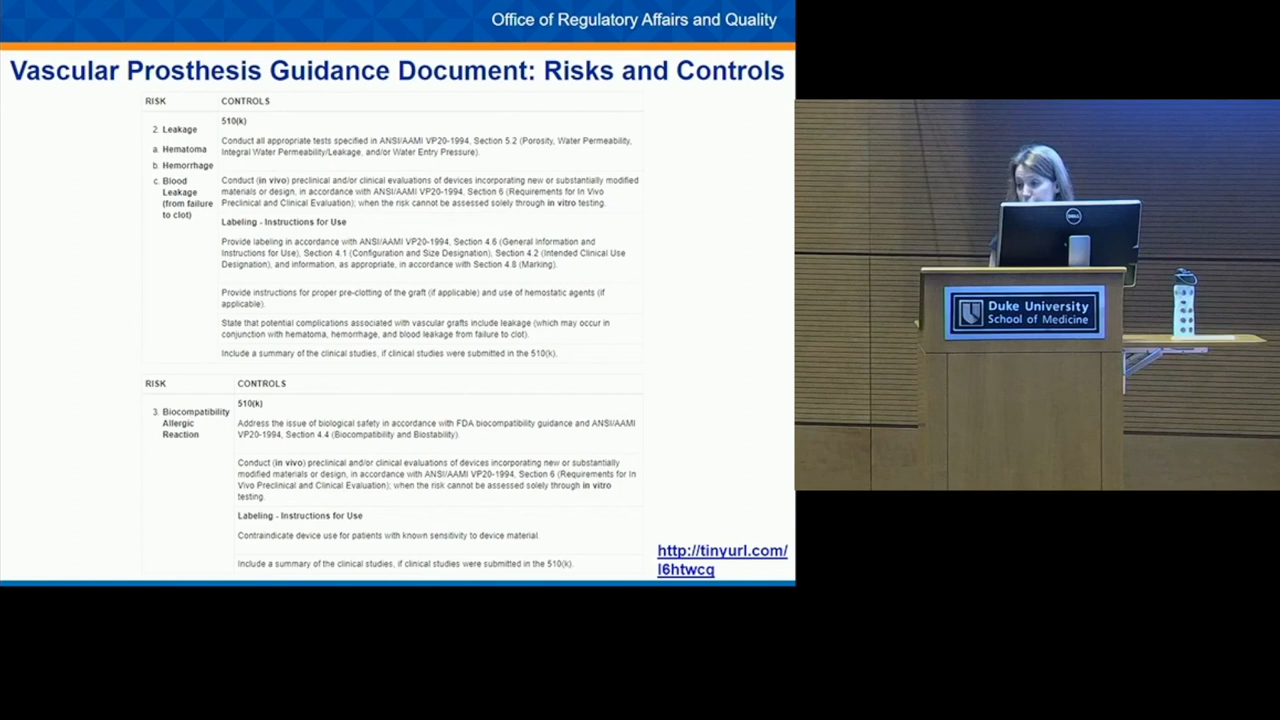 Office of Regulatory Affairs and Quality
Vascular Prosthesis Guidance Document: Risks and Controls
RISK CONTROLS
510(k)
2. Leakage
a. Hematoma
b. Hemorrhage
c. Blood
Leakage
(from failure
to clot)
Conduct all appropriate tests specified in ANSI/AAMI VP20-1994, Section 5.2 (Porosity, Water Permeability,
Integral Water Permeability/Leakage, and/or Water Entry Pressure).
Conduct (in vivo) preclinical and/or clinical evaluations of devices incorporating new or substantially modified
materials or design, in accordance with ANSI/AAMI VP20-1994, Section 6 (Requirements for In Vivo
Preclinical and Clinical Evaluation); when the risk cannot be assessed solely through in vitro testing.
Labeling - Instructions for Use
Provide labeling in accordance with ANSI/AAMI VP20-1994, Section 4.6 (General Information and
Instructions for Use), Section 4.1 (Configuration and Size Designation), Section 4.2 (Intended Clinical Use
Designation), and information, as appropriate, in accordance with Section 4.8 (Marking).
Provide instructions for proper pre-clotting of the graft (if applicable) and use of hemostatic agents (if
applicable).
State that potential complications associated with vascular grafts include leakage (which may occur in
conjunction with hematoma, hemorrhage, and blood leakage from failure to clot).
Include a summary of the clinical studies, if clinical studies were submitted in the 510(k).
RISK CONTROLS
510(k)
3. Biocompatibility
Allergic
Reaction
Address the issue of biological safety in accordance with FDA biocompatibility guidance and ANSI/AAMI
VP20-1994, Section 4.4 (Biocompatibility and Biostability).
Conduct (in vivo) preclinical and/or clinical evaluations of devices incorporating new or substantially
modified materials or design, in accordance with ANSI/AAMI VP20-1994, Section 6 (Requirements for In
Vivo Preclinical and Clinical Evaluation); when the risk cannot be assessed solely through in vitro
testing.
Labeling - Instructions for Use
Contraindicate device use for patients with known sensitivity to device material.
Include a summary of the clinical studies, if clinical studies were submitted in the 510(k).
http://tinyurl.com/
l6htwcq
DELL
Duke University
School of Medicine